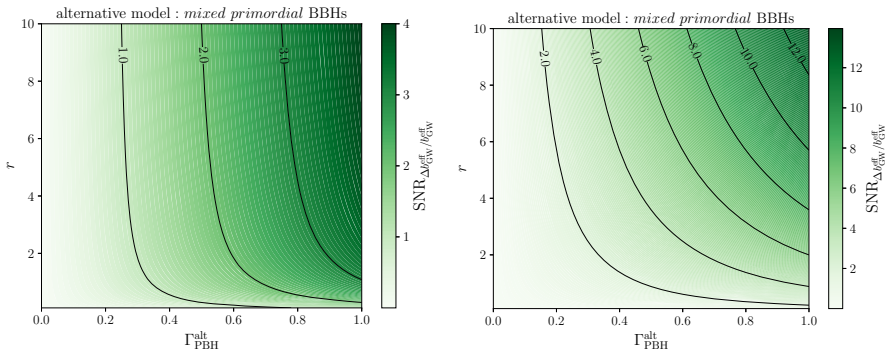 alternative model : mixed primordial BBHs
10
8
6
4
2
r
0.0 0.2 0.4 0.6 0.8 1.0
Γ^alt_PBH
1.0 2.0 3.0
4
3
2
1
SNR_Δb^eff_GW/b^eff_GW
alternative model : mixed primordial BBHs
10
8
6
4
2
r
0.0 0.2 0.4 0.6 0.8 1.0
Γ^alt_PBH
2.0 4.0 6.0 8.0 10.0 12.0
12
10
8
6
4
2
SNR_Δb^eff_GW/b^eff_GW